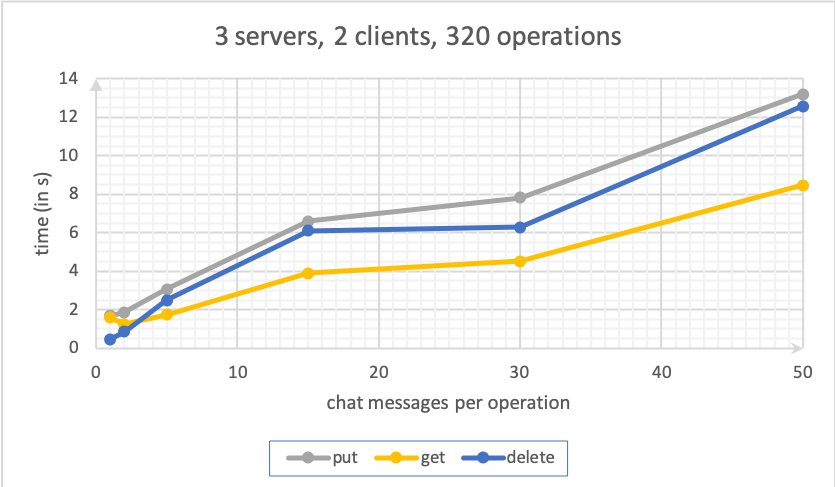 3 servers, 2 clients, 320 operations
14
12
10
8
6
4
2
0
time (in s)
0 10 20 30 40 50
chat messages per operation
put get delete